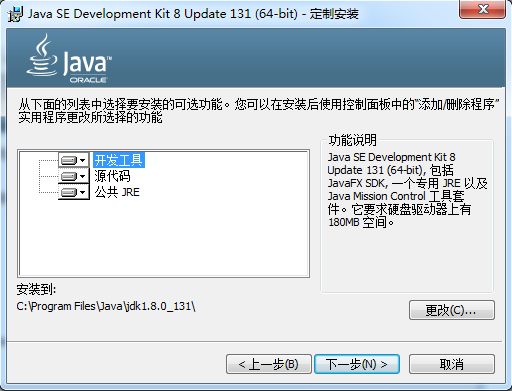 Java SE Development Kit 8 Update 131 (64-bit) - 定制安装
Java
ORACLE
从下面的列表中选择要安装的可选功能。您可以在安装后使用控制面板中的“添加/删除程序”
实用程序更改所选择的功能
开发工具
源代码
公共 JRE
功能说明
Java SE Development Kit 8
Update 131 (64-bit), 包括
JavaFX SDK, 一个专用 JRE 以及
Java Mission Control 工具套
件。它要求硬盘驱动器上有
180MB 空间。
安装到:
C:\Program Files\Java\jdk1.8.0_131\
更改(C)...
< 上一步(B)
下一步(N) >
取消